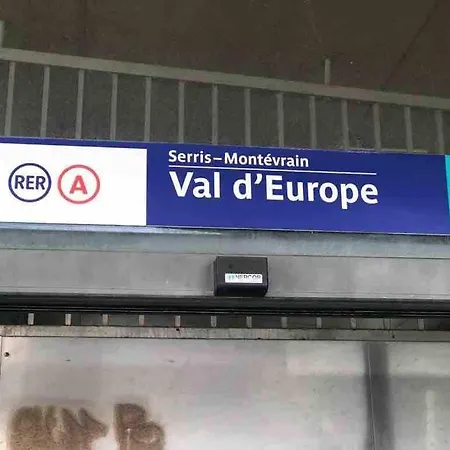 RER A
Serris–Montévrain
Val d'Europe